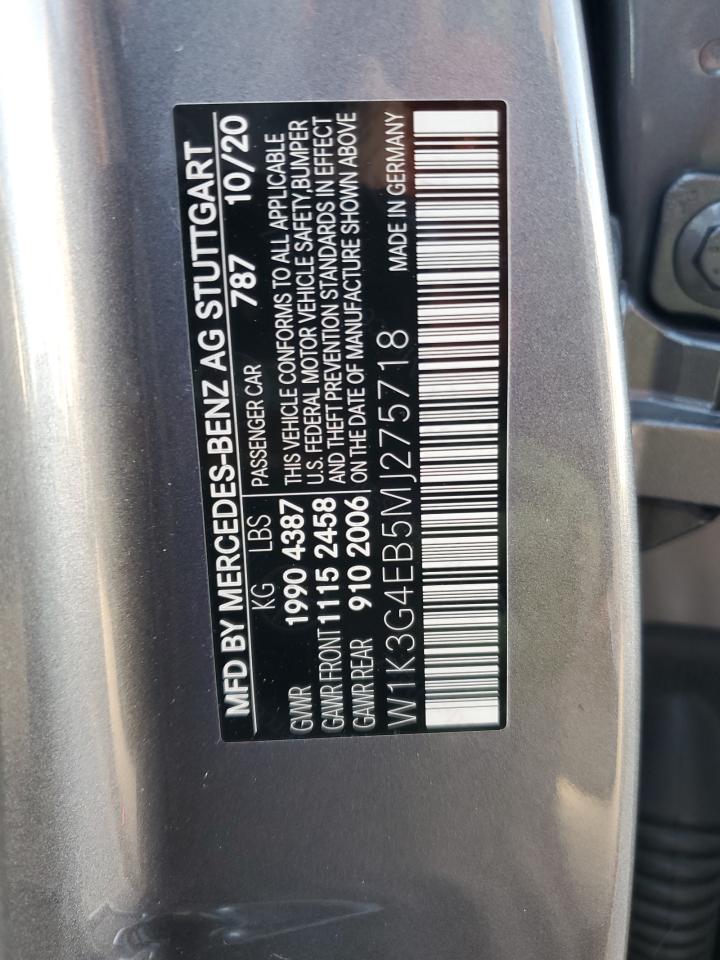 MFD BY MERCEDES-BENZ AG STUTTGART
KG LBS 787 10/20
GVWR 1990 4387
GAWR FRONT 1115 2458
GAWR REAR 910 2006
PASSENGER CAR
THIS VEHICLE CONFORMS TO ALL APPLICABLE
U.S. FEDERAL MOTOR VEHICLE SAFETY,BUMPER
AND THEFT PREVENTION STANDARDS IN EFFECT
ON THE DATE OF MANUFACTURE SHOWN ABOVE
W1K3G4EB5MJ275718 MADE IN GERMANY